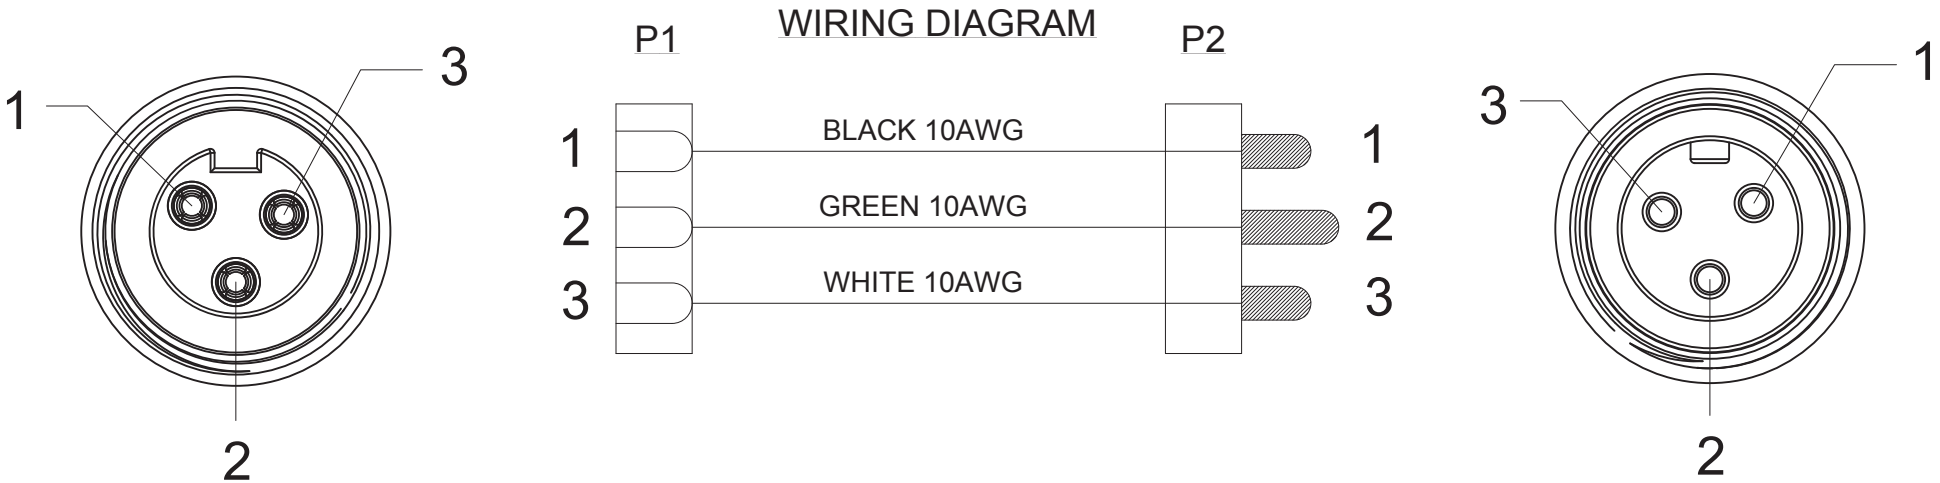 WIRING DIAGRAM
P1
P2
1
3
2
1 BLACK 10AWG 1
2 GREEN 10AWG 2
3 WHITE 10AWG 3
3
1
2